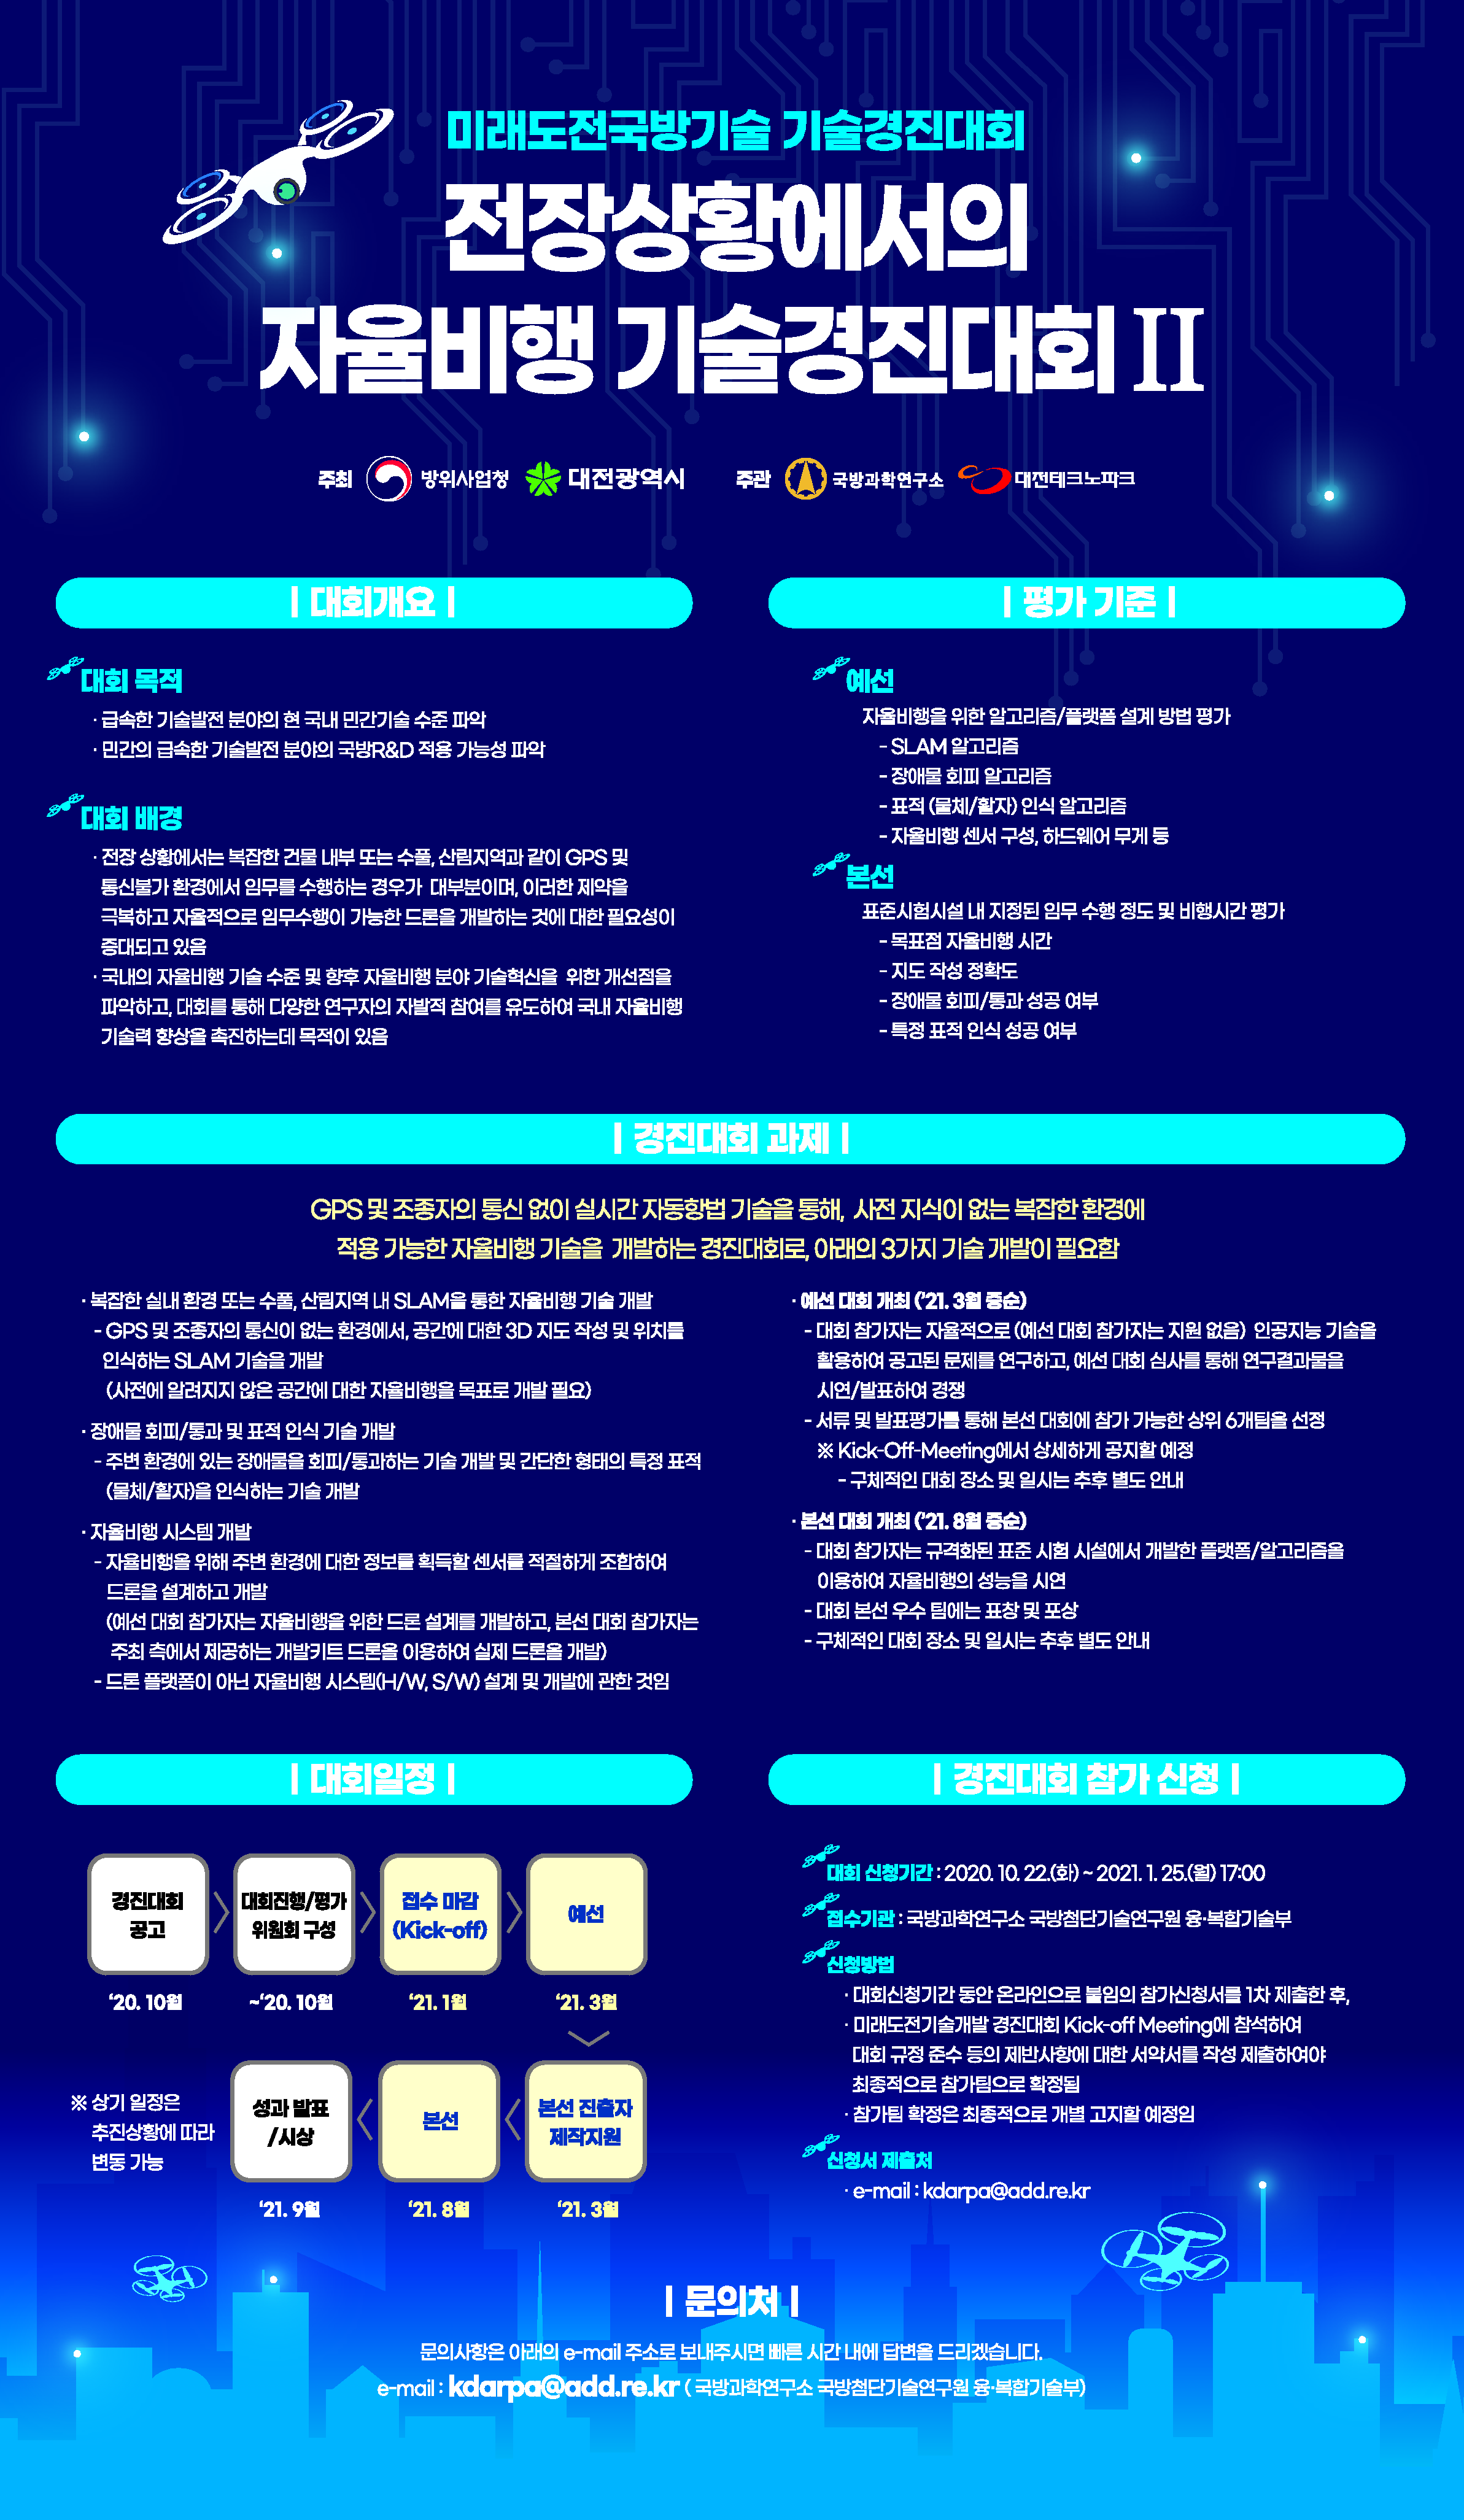 미래도전국방기술 기술경진대회
전장상황에서의
자율비행 기술경진대회 II
주최 방위사업청 대전광역시 주관 국방과학연구소 대전테크노파크
| 대회개요 |
대회 목적
· 급속한 기술발전 분야의 현 국내 민간기술 수준 파악
· 민간의 급속한 기술발전 분야의 국방R&D 적용 가능성 파악
대회 배경
· 전장 상황에서는 복잡한 건물 내부 또는 수풀, 산림지역과 같이 GPS 및
통신불가 환경에서 임무를 수행하는 경우가 대부분이며, 이러한 제약을
극복하고 자율적으로 임무수행이 가능한 드론을 개발하는 것에 대한 필요성이
증대되고 있음
· 국내의 자율비행 기술 수준 및 향후 자율비행 분야 기술혁신을 위한 개선점을
파악하고, 대회를 통해 다양한 연구자의 자발적 참여를 유도하여 국내 자율비행
기술력 향상을 촉진하는데 목적이 있음
| 평가 기준 |
예선
자율비행을 위한 알고리즘/플랫폼 설계 방법 평가
- SLAM 알고리즘
- 장애물 회피 알고리즘
- 표적 (물체/활자) 인식 알고리즘
- 자율비행 센서 구성, 하드웨어 무게 등
본선
표준시험시설 내 지정된 임무 수행 정도 및 비행시간 평가
- 목표점 자율비행 시간
- 지도 작성 정확도
- 장애물 회피/통과 성공 여부
- 특정 표적 인식 성공 여부
| 경진대회 과제 |
GPS 및 조종자의 통신 없이 실시간 자동항법 기술을 통해, 사전 지식이 없는 복잡한 환경에
적용 가능한 자율비행 기술을 개발하는 경진대회로, 아래의 3가지 기술 개발이 필요함
· 복잡한 실내 환경 또는 수풀, 산림지역 내 SLAM을 통한 자율비행 기술 개발
- GPS 및 조종자의 통신이 없는 환경에서, 공간에 대한 3D 지도 작성 및 위치를
인식하는 SLAM 기술을 개발
(사전에 알려지지 않은 공간에 대한 자율비행을 목표로 개발 필요)
· 장애물 회피/통과 및 표적 인식 기술 개발
- 주변 환경에 있는 장애물을 회피/통과하는 기술 개발 및 간단한 형태의 특정 표적
(물체/활자)을 인식하는 기술 개발
· 자율비행 시스템 개발
- 자율비행을 위해 주변 환경에 대한 정보를 획득할 센서를 적절하게 조합하여
드론을 설계하고 개발
(예선 대회 참가자는 자율비행을 위한 드론 설계를 개발하고, 본선 대회 참가자는
주최 측에서 제공하는 개발키트 드론을 이용하여 실제 드론을 개발)
- 드론 플랫폼이 아닌 자율비행 시스템(H/W, S/W) 설계 및 개발에 관한 것임
· 예선 대회 개최 ('21. 3월 중순)
- 대회 참가자는 자율적으로 (예선 대회 참가자는 지원 없음) 인공지능 기술을
활용하여 공고된 문제를 연구하고, 예선 대회 심사를 통해 연구결과물을
시연/발표하여 경쟁
- 서류 및 발표평가를 통해 본선 대회에 참가 가능한 상위 6개팀을 선정
※ Kick-Off-Meeting에서 상세하게 공지할 예정
- 구체적인 대회 장소 및 일시는 추후 별도 안내
· 본선 대회 개최 ('21. 8월 중순)
- 대회 참가자는 규격화된 표준 시험 시설에서 개발한 플랫폼/알고리즘을
이용하여 자율비행의 성능을 시연
- 대회 본선 우수 팀에는 표창 및 포상
- 구체적인 대회 장소 및 일시는 추후 별도 안내
| 대회일정 |
경진대회 공고
대회진행/평가 위원회 구성
접수 마감 (Kick-off)
예선
'20. 10월 ~'20. 10월 '21. 1월 '21. 3월
※ 상기 일정은
추진상황에 따라
변동 가능
성과 발표 /시상
본선
본선 진출자 제작지원
'21. 9월 '21. 8월 '21. 3월
| 경진대회 참가 신청 |
대회 신청기간 : 2020. 10. 22.(화) ~ 2021. 1. 25.(월) 17:00
접수기관 : 국방과학연구소 국방첨단기술연구원 융·복합기술부
신청방법
· 대회신청기간 동안 온라인으로 붙임의 참가신청서를 1차 제출한 후,
· 미래도전기술개발 경진대회 Kick-off Meeting에 참석하여
대회 규정 준수 등의 제반사항에 대한 서약서를 작성 제출하여야
최종적으로 참가팀으로 확정됨
· 참가팀 확정은 최종적으로 개별 고지할 예정임
신청서 제출처
· e-mail : kdarpa@add.re.kr
| 문의처 |
문의사항은 아래의 e-mail 주소로 보내주시면 빠른 시간 내에 답변을 드리겠습니다.
e-mail : kdarpa@add.re.kr ( 국방과학연구소 국방첨단기술연구원 융·복합기술부)